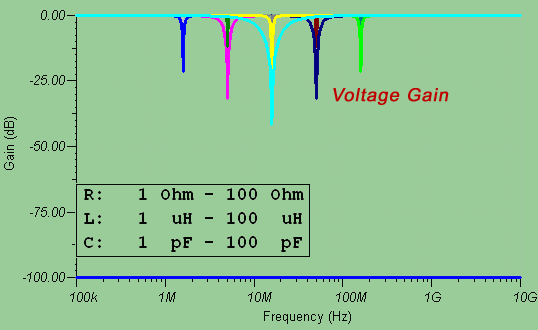 0.00
-25.00
-50.00
-75.00
-100.00
Gain (dB)
Voltage Gain
R: 1 Ohm - 100 Ohm
L: 1 uH - 100 uH
C: 1 pF - 100 pF
100k 1M 10M 100M 1G 10G
Frequency (Hz)